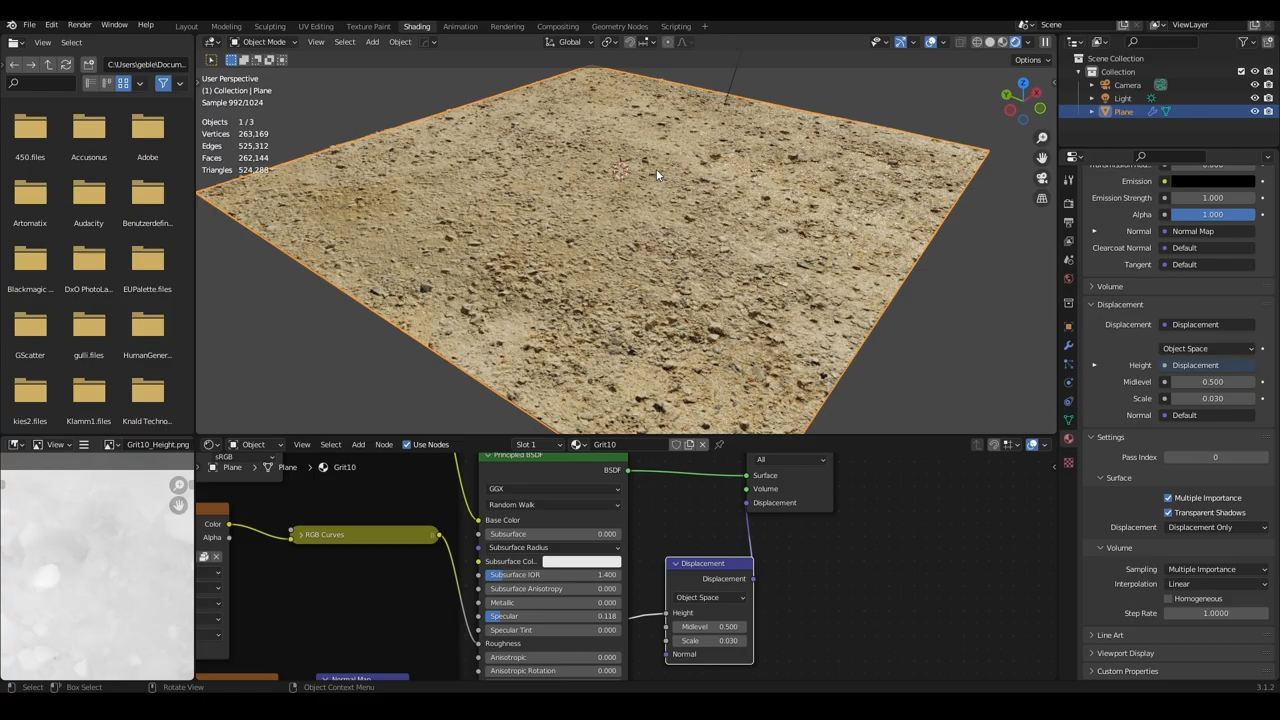 File Edit Render Window Help Layout Modeling Sculpting UV Editing Texture Paint Shading Animation Rendering Compositing Geometry Nodes Scripting + Scene ViewLayer
View Select C:\Users\geble\Docum... Object Mode View Select Add Object Global Options
User Perspective
(1) Collection | Plane
Sample 992/1024
Objects 1 / 3
Vertices 263,169
Edges 525,312
Faces 262,144
Triangles 524,288
450.files Accusonus Adobe
Artomatix Audacity Benutzerdefin...
Blackmagic ... DxO PhotoLa... EUPalette.files
GScatter gulli.files HumanGener...
kies2.files Klamm1.files Knald Techno...
Scene Collection
Collection
Camera
Light
Plane
Emission
Emission Strength 1.000
Alpha 1.000
Normal Normal Map
Clearcoat Normal Default
Tangent Default
Volume
Displacement
Displacement Displacement
Object Space
Height Displacement
Midlevel 0.500
Scale 0.030
Normal Default
Settings
Pass Index 0
Surface
Multiple Importance
Transparent Shadows
Displacement Displacement Only
Volume
Sampling Multiple Importance
Interpolation Linear
Homogeneous
Step Rate 1.0000
Line Art
Viewport Display
Custom Properties
View Grit10_Height.png Object View Select Add Node Use Nodes Slot 1 Grit10
sRGB
Plane Plane Grit10
Color
Alpha
RGB Curves
Principled BSDF
BSDF
GGX
Random Walk
Base Color
Subsurface 0.000
Subsurface Radius
Subsurface Col..
Subsurface IOR 1.400
Subsurface Anisotropy 0.000
Metallic 0.000
Specular 0.118
Specular Tint 0.000
Roughness
Anisotropic 0.000
Anisotropic Rotation 0.000
Normal Map
All
Surface
Volume
Displacement
Displacement
Displacement
Object Space
Height
Midlevel 0.500
Scale 0.030
Normal
Select Box Select Rotate View Object Context Menu 3.1.2